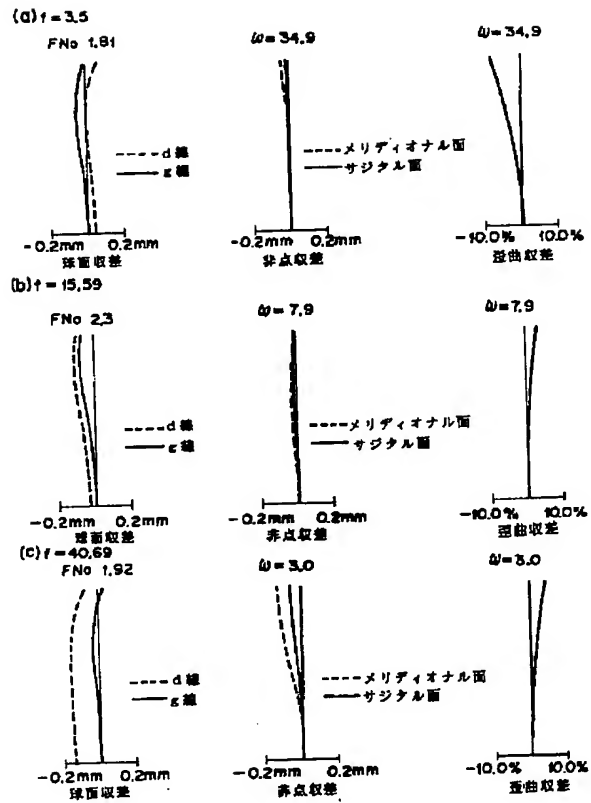 (a) f = 3.5
FNo 1.81
ω = 34.9
ω = 34.9
--- d 線
— g 線
--- メリディオナル面
— サジタル面
-0.2mm 0.2mm
球面収差
-0.2mm 0.2mm
非点収差
-10.0% 10.0%
歪曲収差
(b) f = 15.59
FNo 2.3
ω = 7.9
ω = 7.9
--- d 線
— g 線
--- メリディオナル面
— サジタル面
-0.2mm 0.2mm
球面収差
-0.2mm 0.2mm
非点収差
-10.0% 10.0%
歪曲収差
(c) f = 40.69
FNo 1.92
ω = 3.0
ω = 3.0
--- d 線
— g 線
--- メリディオナル面
— サジタル面
-0.2mm 0.2mm
球面収差
-0.2mm 0.2mm
非点収差
-10.0% 10.0%
歪曲収差